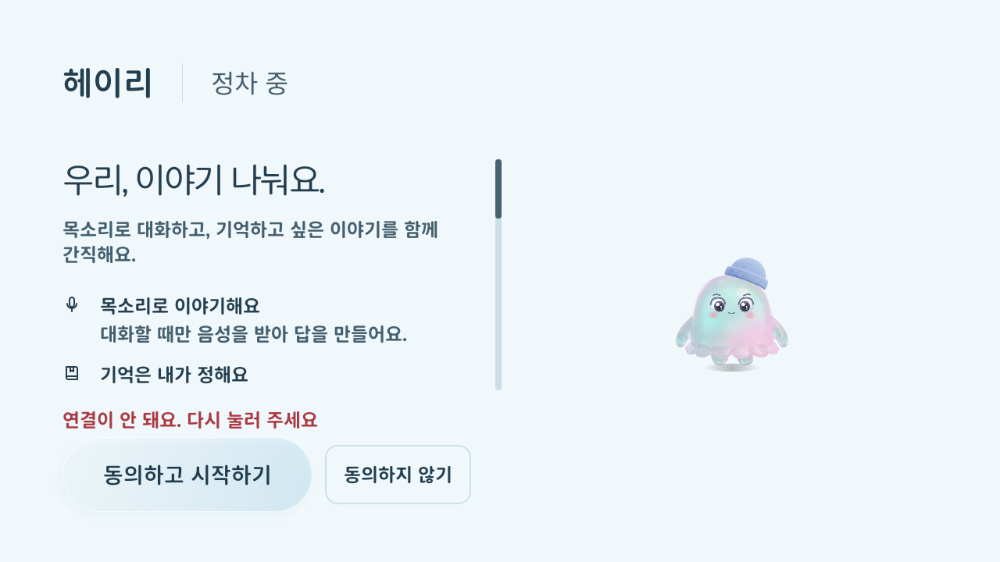 헤이리
정차 중
우리, 이야기 나눠요.
목소리로 대화하고, 기억하고 싶은 이야기를 함께
간직해요.
목소리로 이야기해요
대화할 때만 음성을 받아 답을 만들어요.
기억은 내가 정해요
연결이 안 돼요. 다시 눌러 주세요
동의하고 시작하기
동의하지 않기